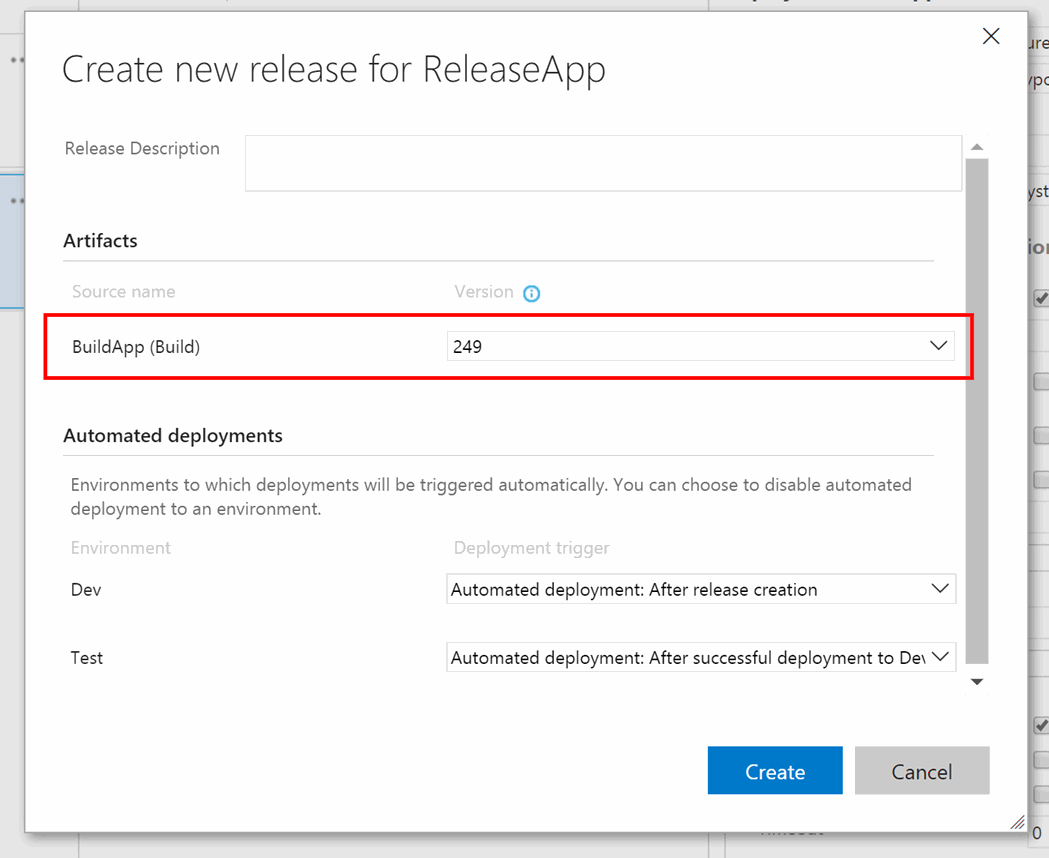 Create new release for ReleaseApp
Release Description
Artifacts
Source name Version
BuildApp (Build) 249
Automated deployments
Environments to which deployments will be triggered automatically. You can choose to disable automated
deployment to an environment.
Environment Deployment trigger
Dev Automated deployment: After release creation
Test Automated deployment: After successful deployment to Dev
Create Cancel